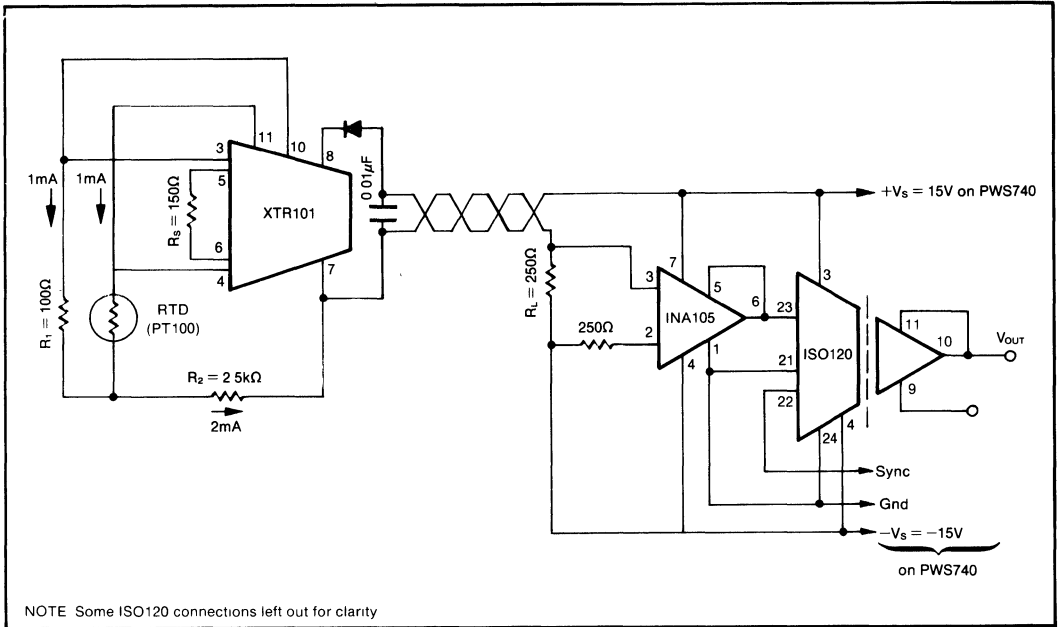 11
10
8
3
5
1mA
1mA
RS = 150Ω
XTR101
0 01µF
+VS = 15V on PWS740
6
4
7
R1 = 100Ω
RTD
(PT100)
R2 = 2 5kΩ
2mA
RL = 250Ω
250Ω
3
7
5
6
INA105
2
1
4
23
3
21
ISO120
22
24
4
11
10
VOUT
9
Sync
Gnd
−VS = −15V
on PWS740
NOTE Some ISO120 connections left out for clarity